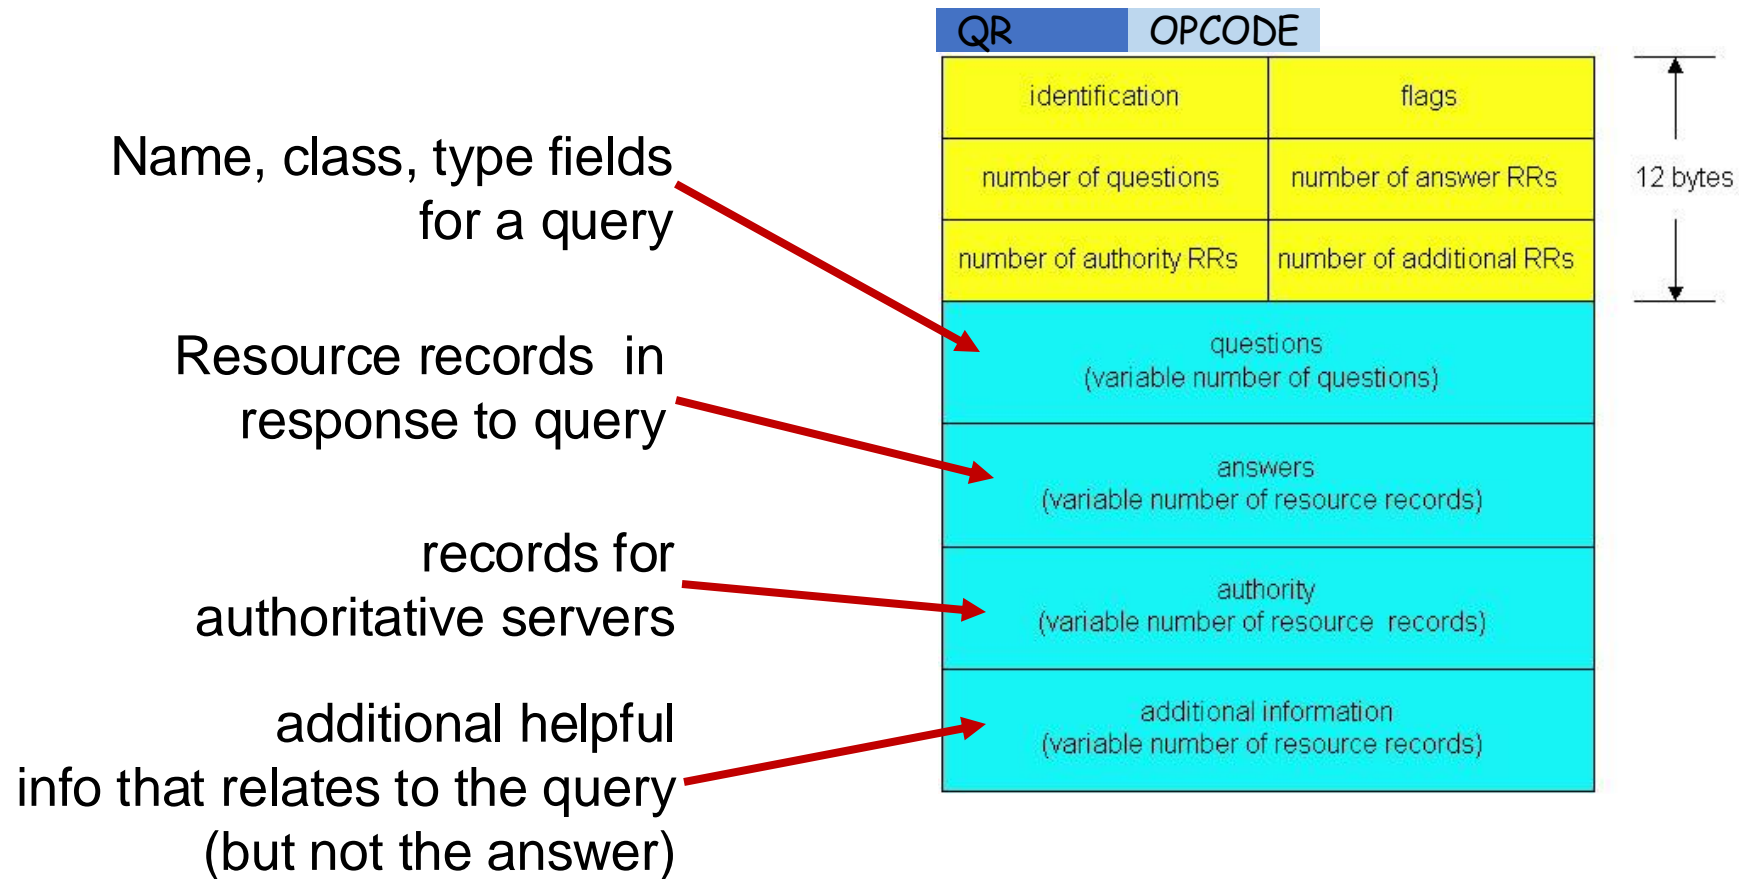 QR OPCODE
identification flags
number of questions number of answer RRs
number of authority RRs number of additional RRs
12 bytes
Name, class, type fields
for a query
questions
(variable number of questions)
Resource records in
response to query
answers
(variable number of resource records)
records for
authoritative servers
authority
(variable number of resource records)
additional helpful
info that relates to the query
(but not the answer)
additional information
(variable number of resource records)